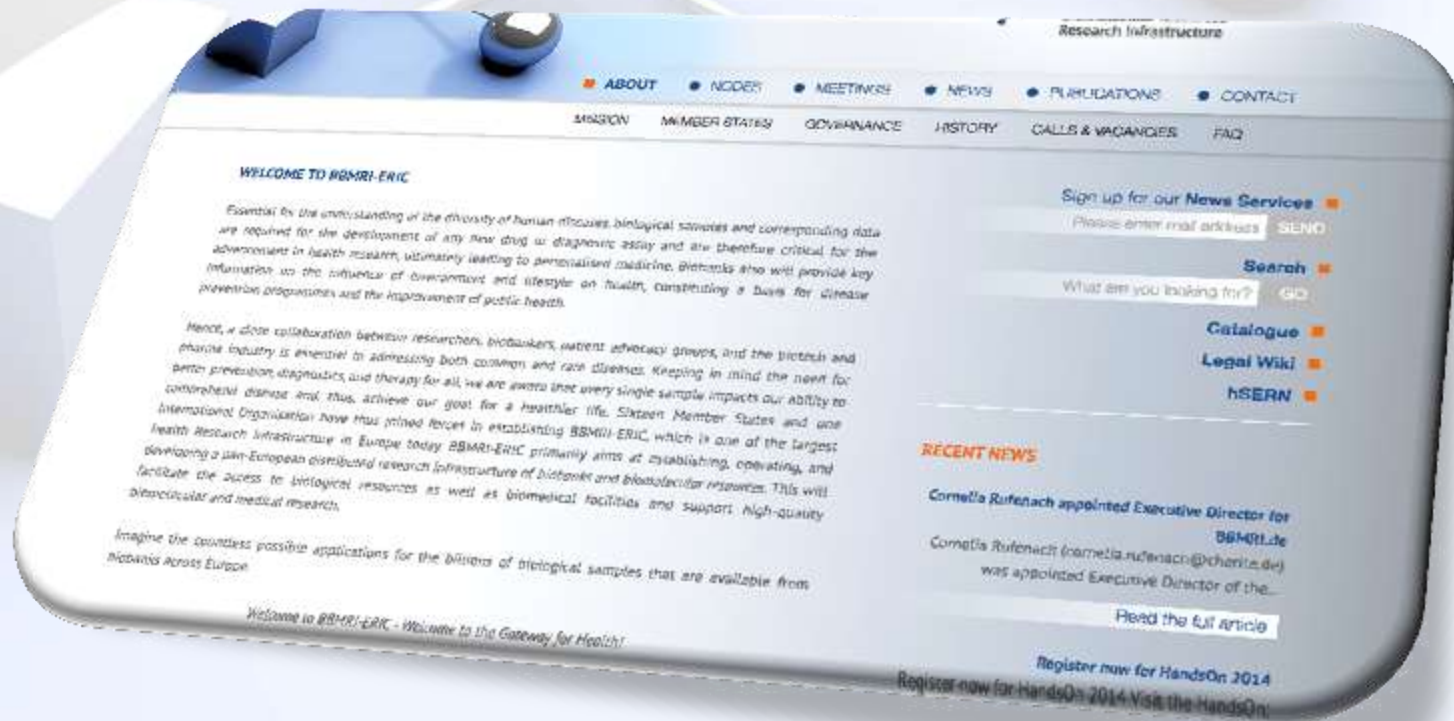 Research Infrastructure
ABOUT NODES MEETINGS NEWS PUBLICATIONS CONTACT
MISSION MEMBER STATES GOVERNANCE HISTORY CALLS & VACANCIES FAQ
WELCOME TO BBMRI-ERIC
Essential for the understanding of the diversity of human diseases, biological samples and corresponding data
are required for the development of any new drug or diagnostic assay and are therefore critical for the
advancement in health research, ultimately leading to personalised medicine. Biobanks also will provide key
information on the influence of environment and lifestyle on health, constituting a basis for disease
prevention programmes and the improvement of public health.
Hence, a close collaboration between researchers, biobankers, patient advocacy groups, and the biotech and
pharma industry is essential in addressing both common and rare diseases. Keeping in mind the need for
better prevention, diagnostics, and therapy for all, we are aware that every single sample impacts our ability to
comprehend disease and, thus, achieve our goal for a healthier life. Sixteen Member States and one
International Organisation have thus joined forces in establishing BBMRI-ERIC, which is one of the largest
Health Research Infrastructure in Europe today. BBMRI-ERIC primarily aims at establishing, operating, and
developing a pan-European distributed research infrastructure of biobanks and biomolecular resources. This will
facilitate the access to biological resources as well as biomedical facilities and support high-quality
biomolecular and medical research.
Imagine the countless possible applications for the billions of biological samples that are available from
biobanks across Europe.
Welcome to BBMRI-ERIC - Welcome to the Gateway for Health!
Sign up for our News Services
Please enter mail address SEND
Search
What are you looking for? GO
Catalogue
Legal Wiki
hSERN
RECENT NEWS
Cornelia Rufenach appointed Executive Director for
BBMRI.de
Cornelia Rufenach (cornelia.rufenach@charite.de)
was appointed Executive Director of the...
Read the full article
Register now for HandsOn 2014
Register now for HandsOn 2014 Visit the HandsOn: